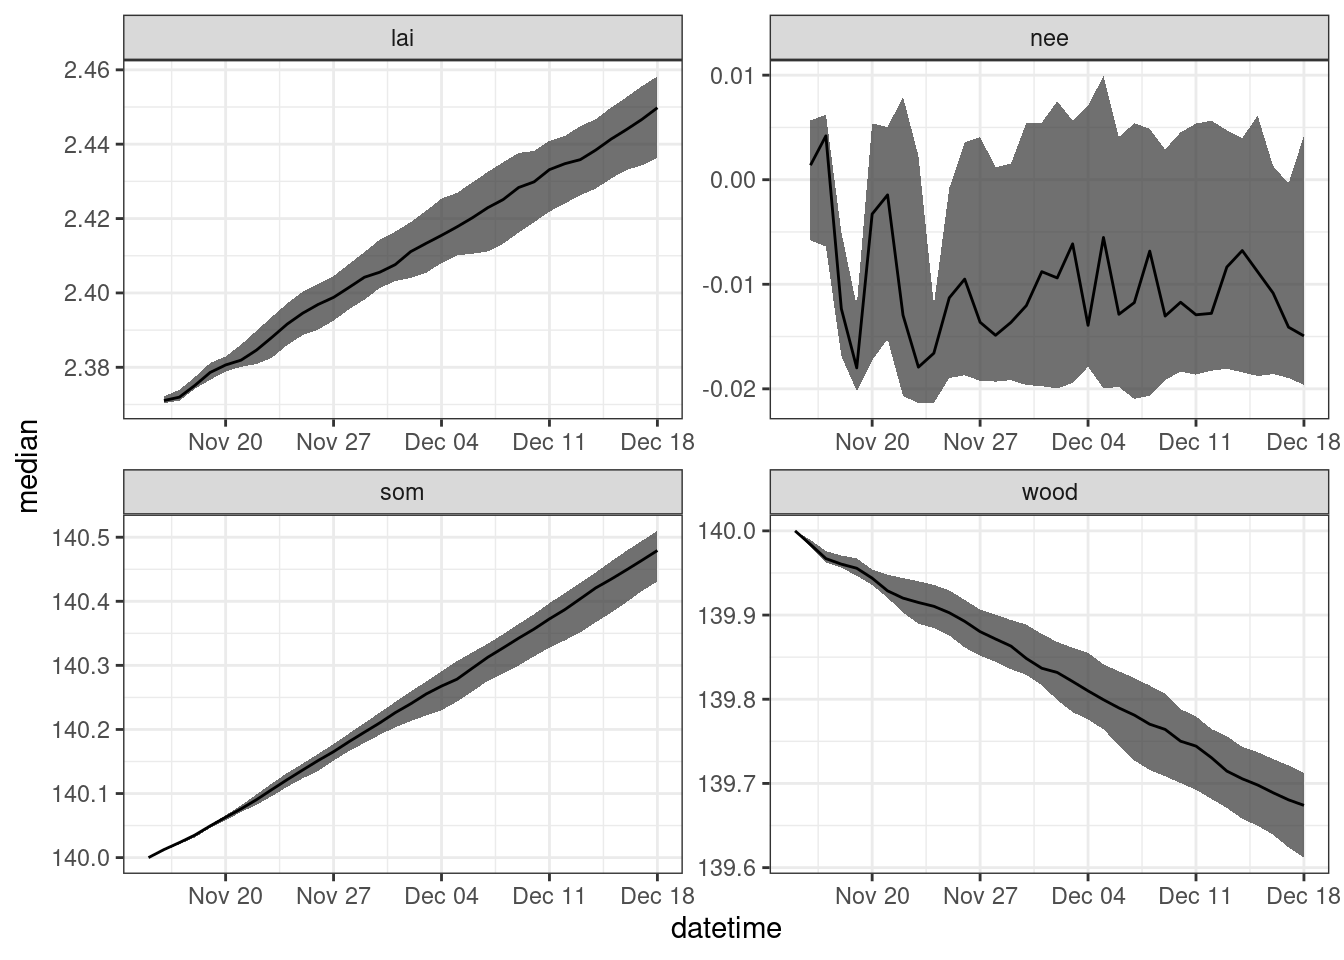 lai
nee
2.46
2.44
2.42
2.40
2.38
0.01
0.00
-0.01
-0.02
Nov 20 Nov 27 Dec 04 Dec 11 Dec 18
Nov 20 Nov 27 Dec 04 Dec 11 Dec 18
median
som
wood
140.5
140.4
140.3
140.2
140.1
140.0
140.0
139.9
139.8
139.7
139.6
Nov 20 Nov 27 Dec 04 Dec 11 Dec 18
Nov 20 Nov 27 Dec 04 Dec 11 Dec 18
datetime